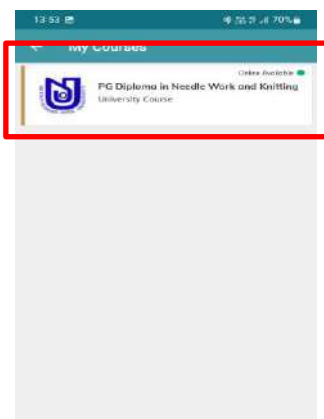 13:53
70%
My Courses
Online Available
PG Diploma in Needle Work and Knitting
University Course